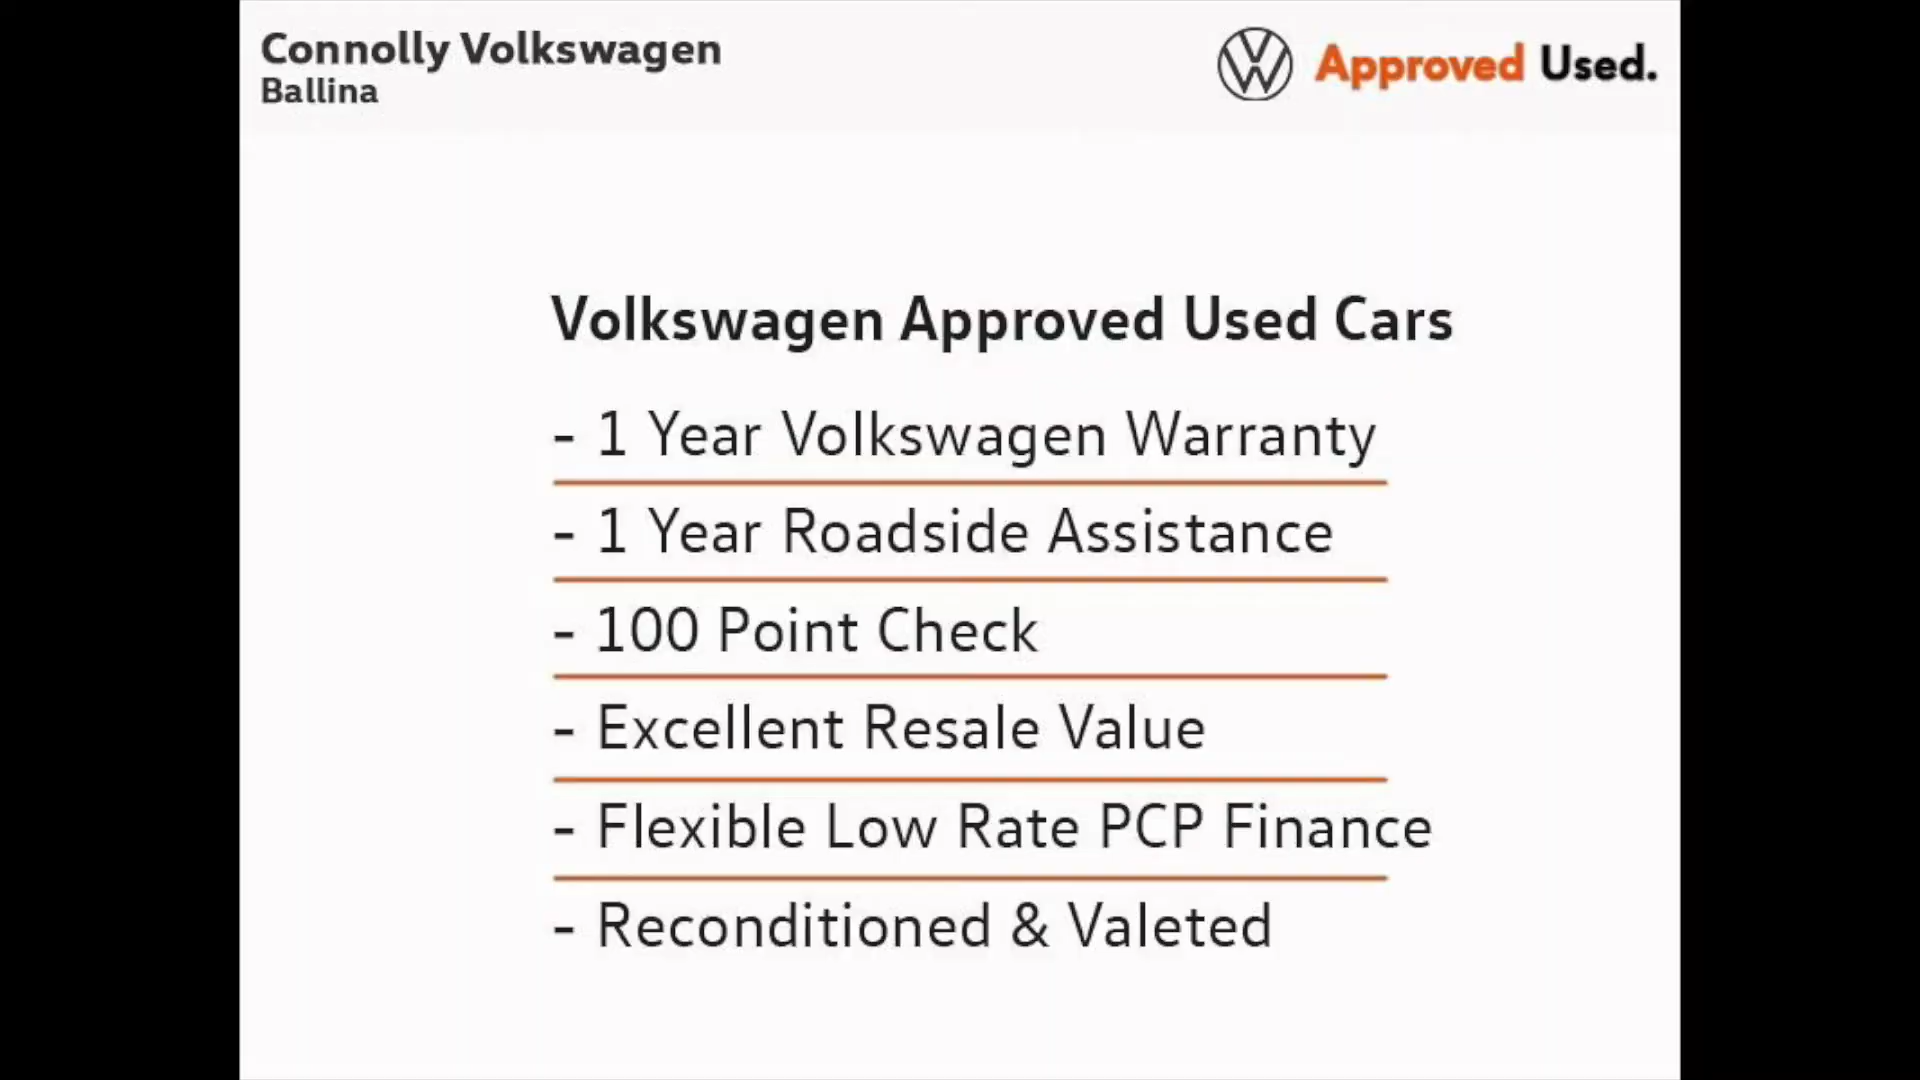 Connolly Volkswagen
Ballina
Approved Used.
Volkswagen Approved Used Cars
- 1 Year Volkswagen Warranty
- 1 Year Roadside Assistance
- 100 Point Check
- Excellent Resale Value
- Flexible Low Rate PCP Finance
- Reconditioned & Valeted